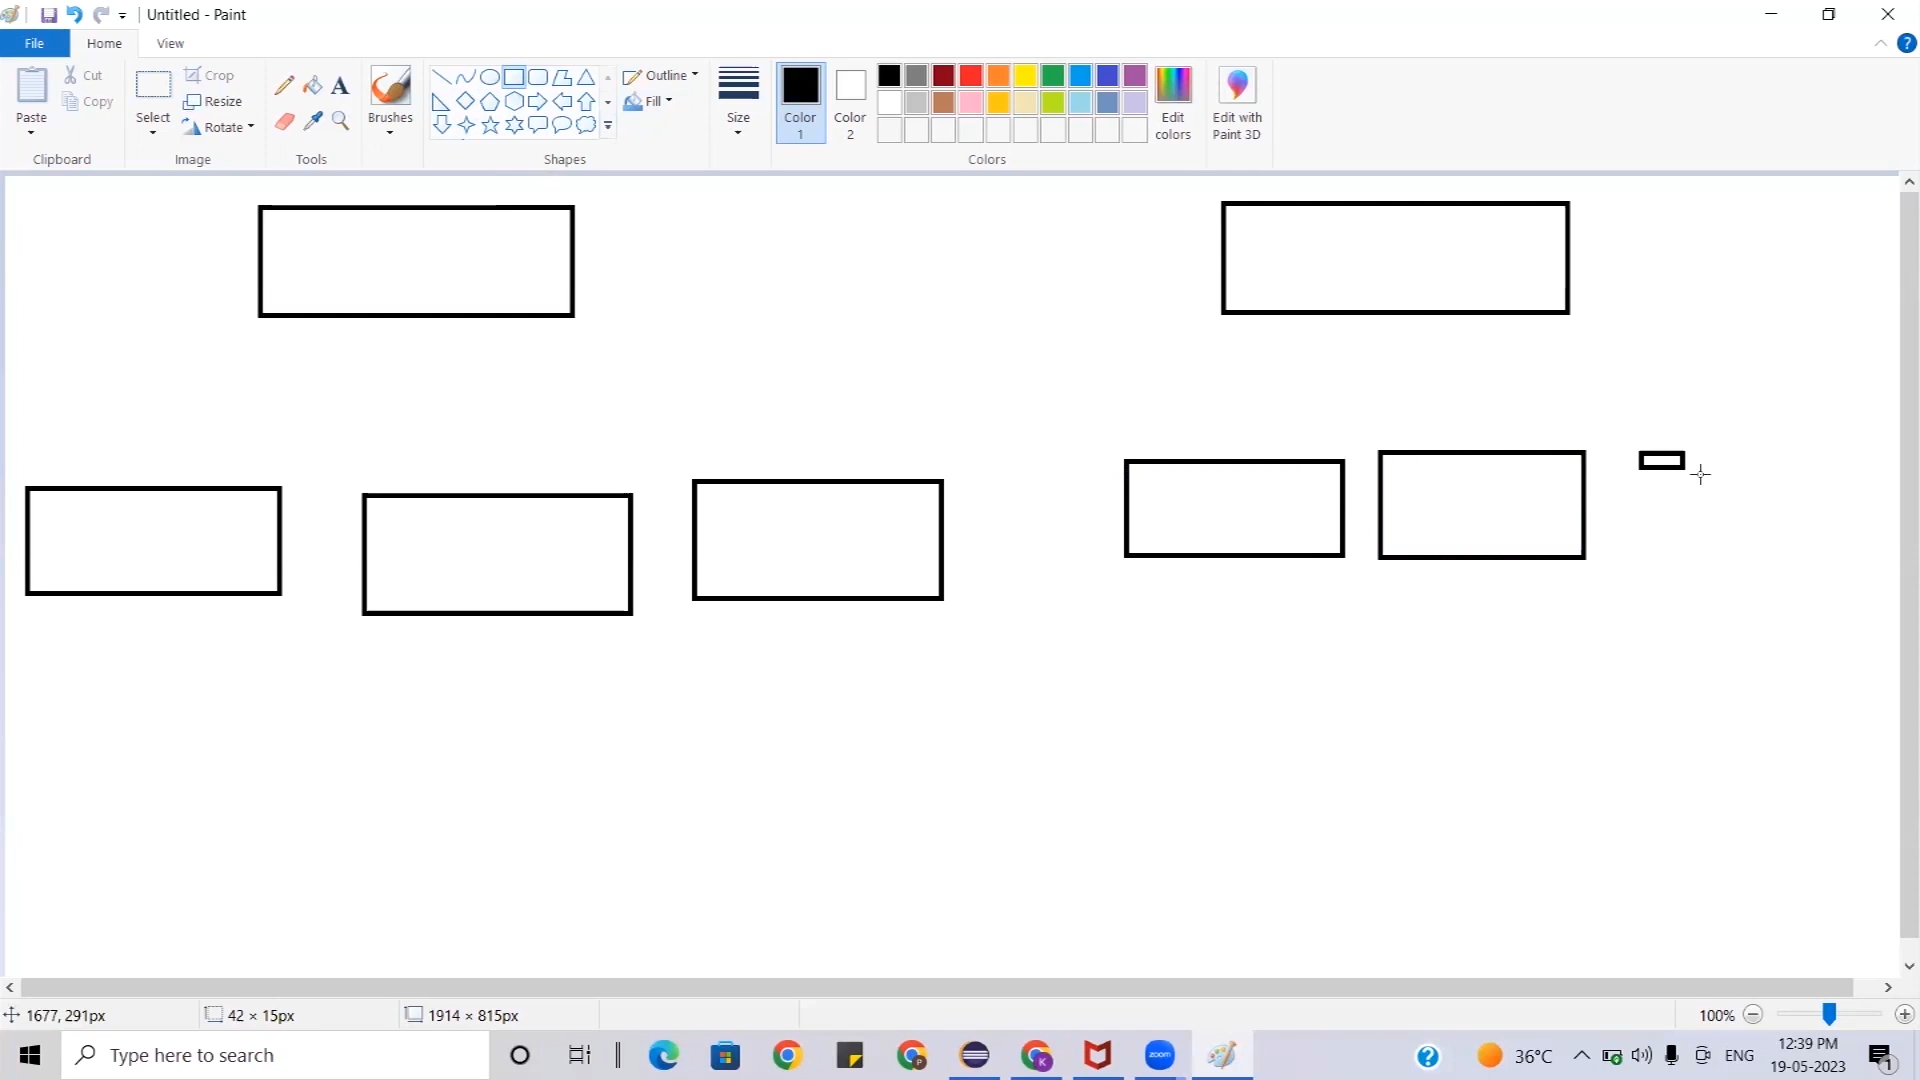 Untitled - Paint
File Home View
Paste
Cut
Copy
Clipboard
Select
Crop
Resize
Rotate
Image
A
Tools
Brushes
Shapes
Outline
Fill
Size
Color
1
Color
2
Colors
Edit
colors
Edit with
Paint 3D
?
1677, 291px
42 × 15px
1914 × 815px
100%
Type here to search
P
K
zoom
?
36°C
ENG
12:39 PM
19-05-2023
1